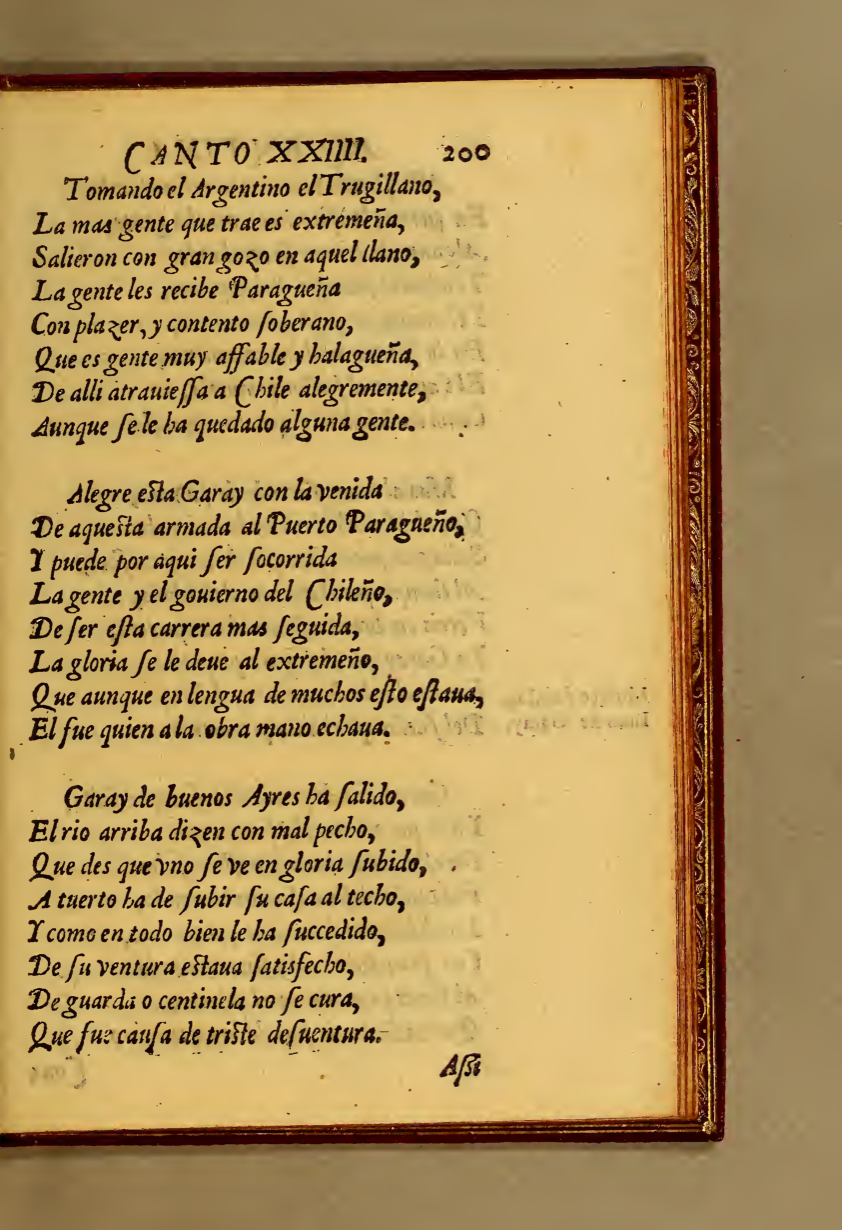 CANTO XXIIII. 200
Tomando el Argentino el Trugillano,
La mas gente que trae es extremeña,
Salieron con gran gozo en aquel llano,
La gente les recibe Paragueña
Con plazer, y contento ſoberano,
Que es gente muy affable y halagueña,
De alli atrauieſſa a Chile alegremente,
Aunque ſe le ha quedado alguna gente.
Alegre eſta Garay con la venida
De aqueſta armada al Puerto Paragueño,
Y puede por aqui ſer ſocorrida
La gente y el gouierno del Chileño,
De ſer eſta carrera mas ſeguida,
La gloria ſe le deue al extremeño,
Que aunque en lengua de muchos eſto eſtaua,
El fue quien a la obra mano echaua.
Garay de buenos Ayres ha ſalido,
El rio arriba dizen con mal pecho,
Que des que vno ſe ve en gloria ſubido,
A tuerto ha de ſubir ſu caſa al techo,
Y como en todo bien le ha ſuccedido,
De ſu ventura eſtaua ſatisfecho,
De guarda o centinela no ſe cura,
Que fue cauſa de triſte deſuentura.
Aſsi